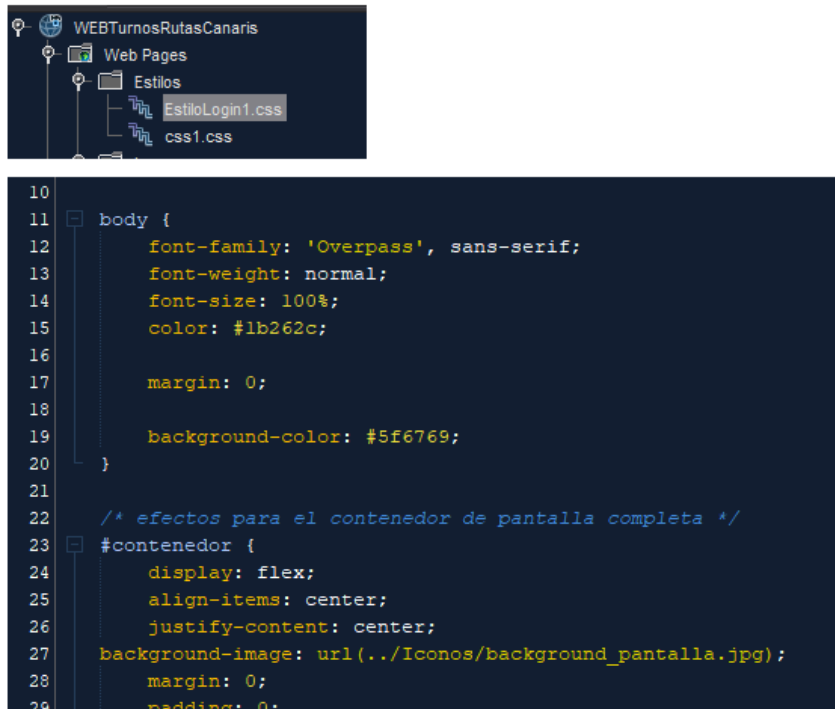 WEBTurnosRutasCanaris
Web Pages
Estilos
EstiloLogin1.css
css1.css
10
11 body {
12 font-family: 'Overpass', sans-serif;
13 font-weight: normal;
14 font-size: 100%;
15 color: #1b262c;
16
17 margin: 0;
18
19 background-color: #5f6769;
20 }
21
22 /* efectos para el contenedor de pantalla completa */
23 #contenedor {
24 display: flex;
25 align-items: center;
26 justify-content: center;
27 background-image: url(../Iconos/background_pantalla.jpg);
28 margin: 0;
29 padding: 0;